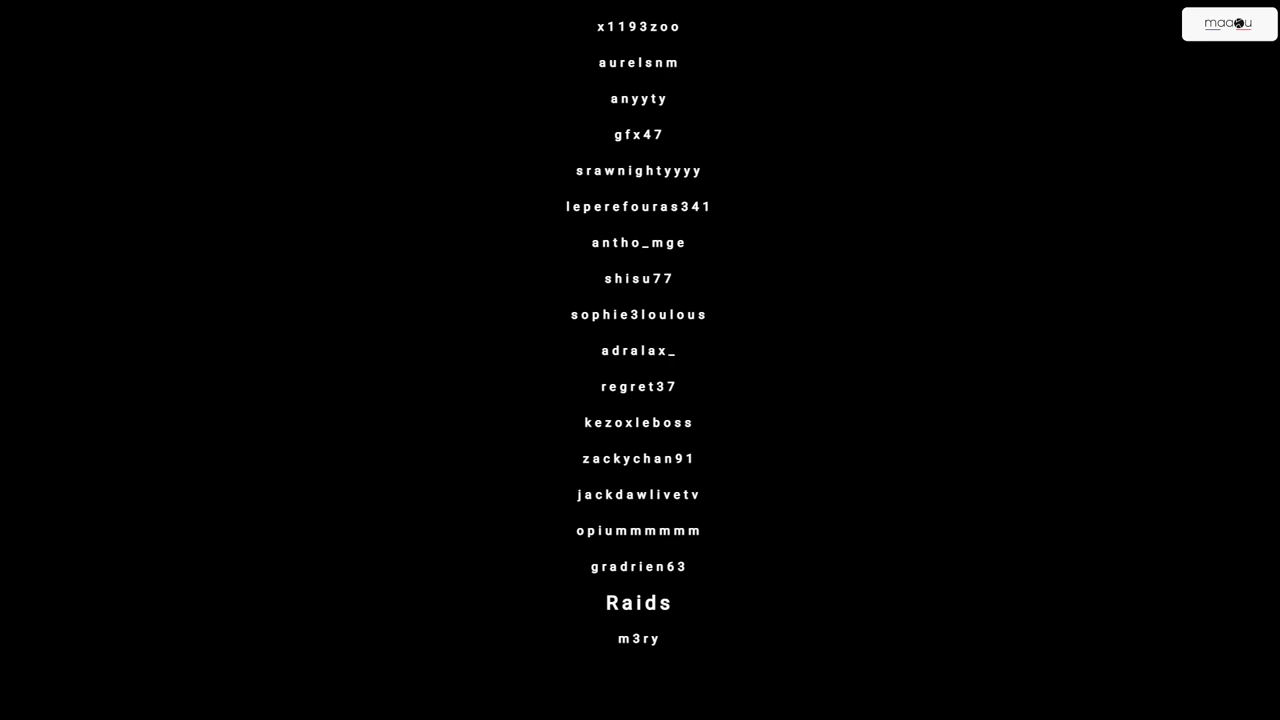 x1193zoo
aurelsnm
anyyty
gfx47
srawnightyyyy
leperefouras341
antho_mge
shisu77
sophie3loulous
adralax_
regret37
kezoxleboss
zackychan91
jackdawlivetv
opiummmmmm
gradrien63
Raids
m3ry